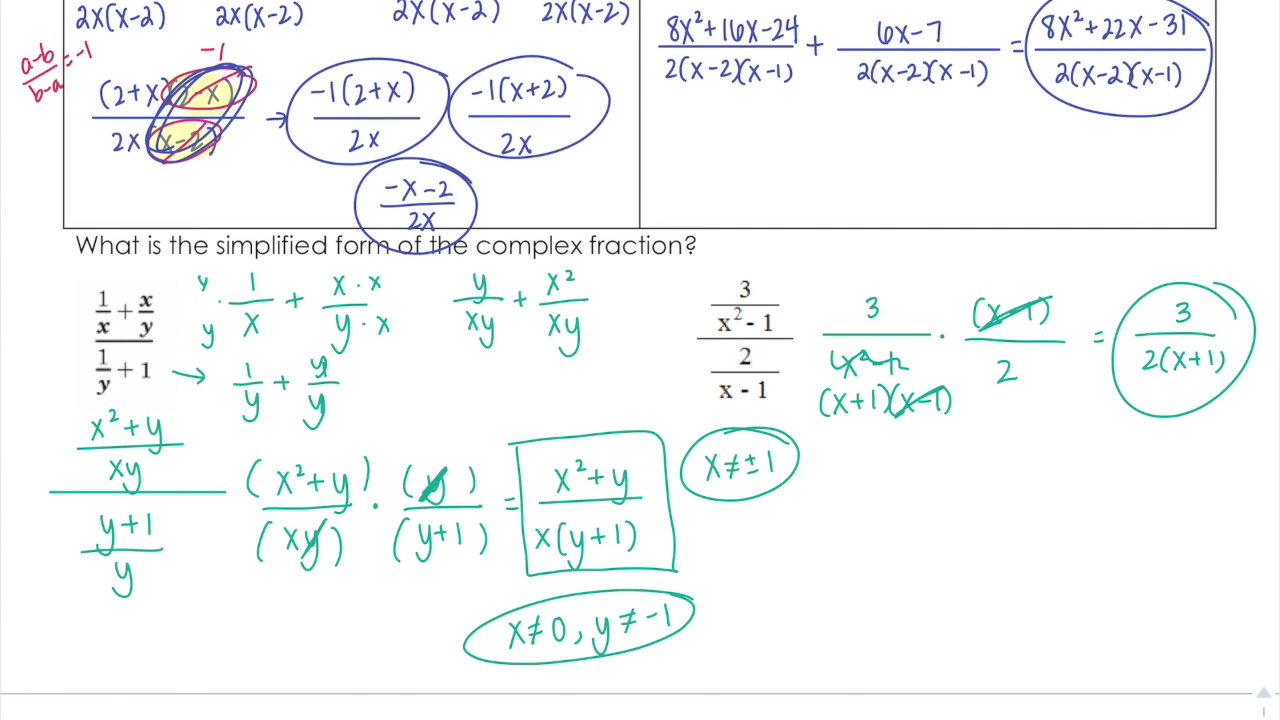 2x(x-2) 2x(x-2) 2x(x-2) 2x(x-2)
a-b/b-a = -1
-1
(2+x)(2-x)/2x(x-2) → -1(2+x)/2x -1(x+2)/2x
-x-2/2x
8x²+16x-24/2(x-2)(x-1) + 6x-7/2(x-2)(x-1) = 8x²+22x-31/2(x-2)(x-1)
What is the simplified form of the complex fraction?
1/x + x/y
1/y + 1
y/y · 1/x + x·x/y·x y/xy + x²/xy
→ 1/y + y/y
x²+y/xy
y+1/y
(x²+y)/(xy) · (y)/(y+1) = x²+y/x(y+1)
x≠0, y≠-1
3/x² - 1
2/x - 1
3/(x+1)(x-1) · (x-1)/2 = 3/2(x+1)
x≠±1